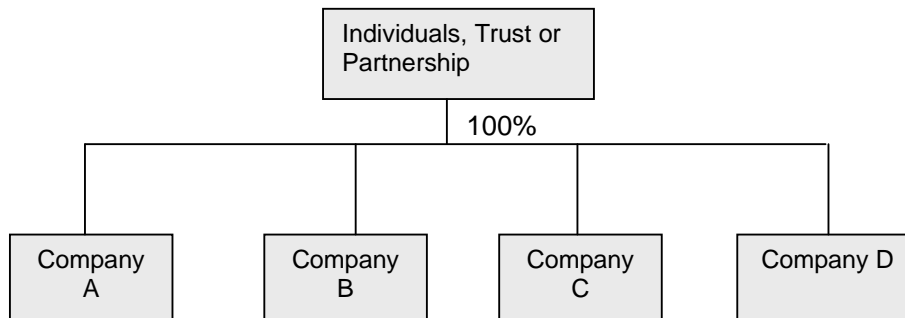 Individuals, Trust or
Partnership
100%
Company
A
Company
B
Company
C
Company D